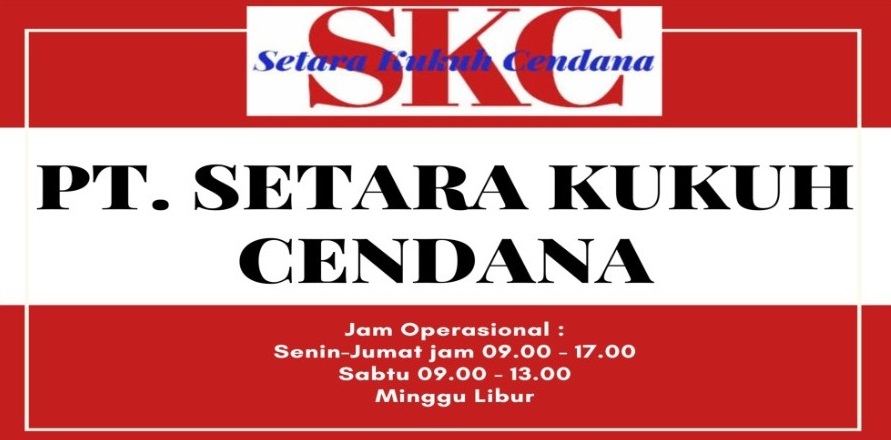 SKC
Setara Kukuh Cendana
PT. SETARA KUKUH
CENDANA
Jam Operasional :
Senin-Jumat jam 09.00 - 17.00
Sabtu 09.00 - 13.00
Minggu Libur